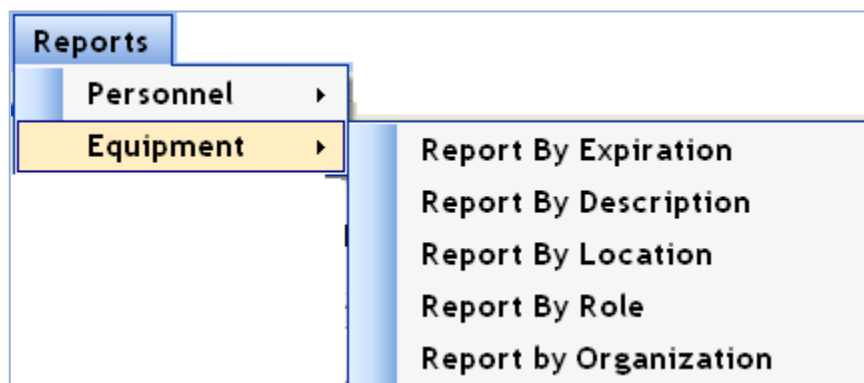 Reports
Personnel
Equipment
Report By Expiration
Report By Description
Report By Location
Report By Role
Report by Organization